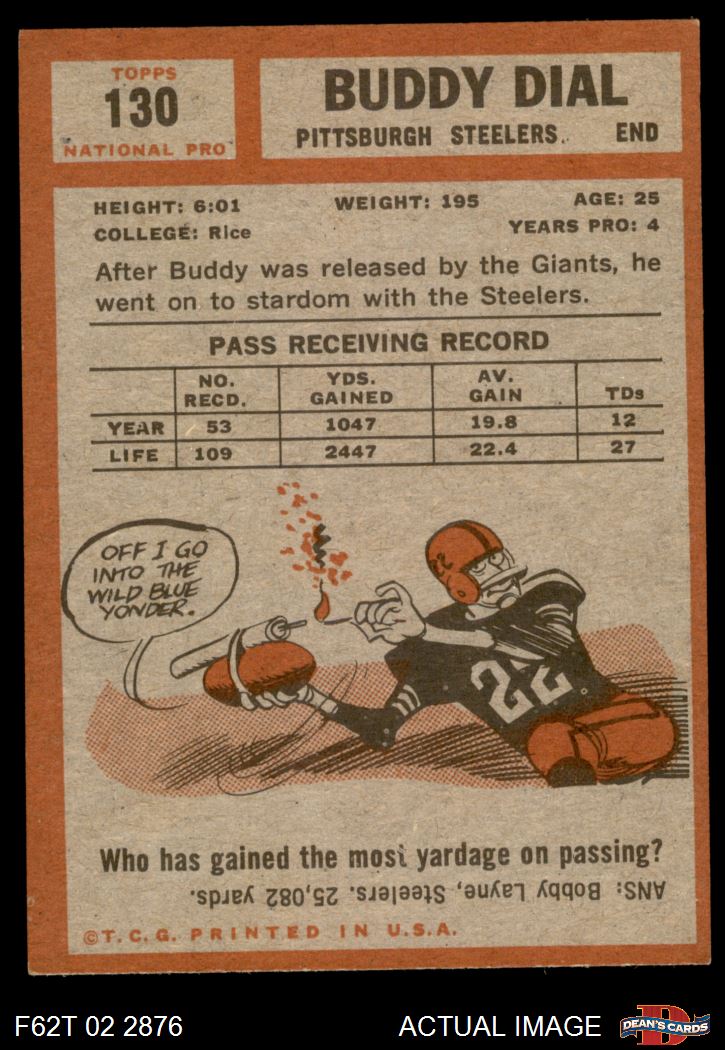 TOPPS
130
NATIONAL PRO
BUDDY DIAL
PITTSBURGH STEELERS. END
HEIGHT: 6:01 WEIGHT: 195 AGE: 25
COLLEGE: Rice YEARS PRO: 4
After Buddy was released by the Giants, he
went on to stardom with the Steelers.
PASS RECEIVING RECORD
NO. RECD. YDS. GAINED AV. GAIN TDs
YEAR 53 1047 19.8 12
LIFE 109 2447 22.4 27
OFF I GO
INTO THE
WILD BLUE
YONDER.
22
22
Who has gained the most yardage on passing?
ANS: Bobby Layne, Steelers. 25,082 yards.
©T.C.G. PRINTED IN U.S.A.
F62T 02 2876 ACTUAL IMAGE
D
DEAN'S CARDS